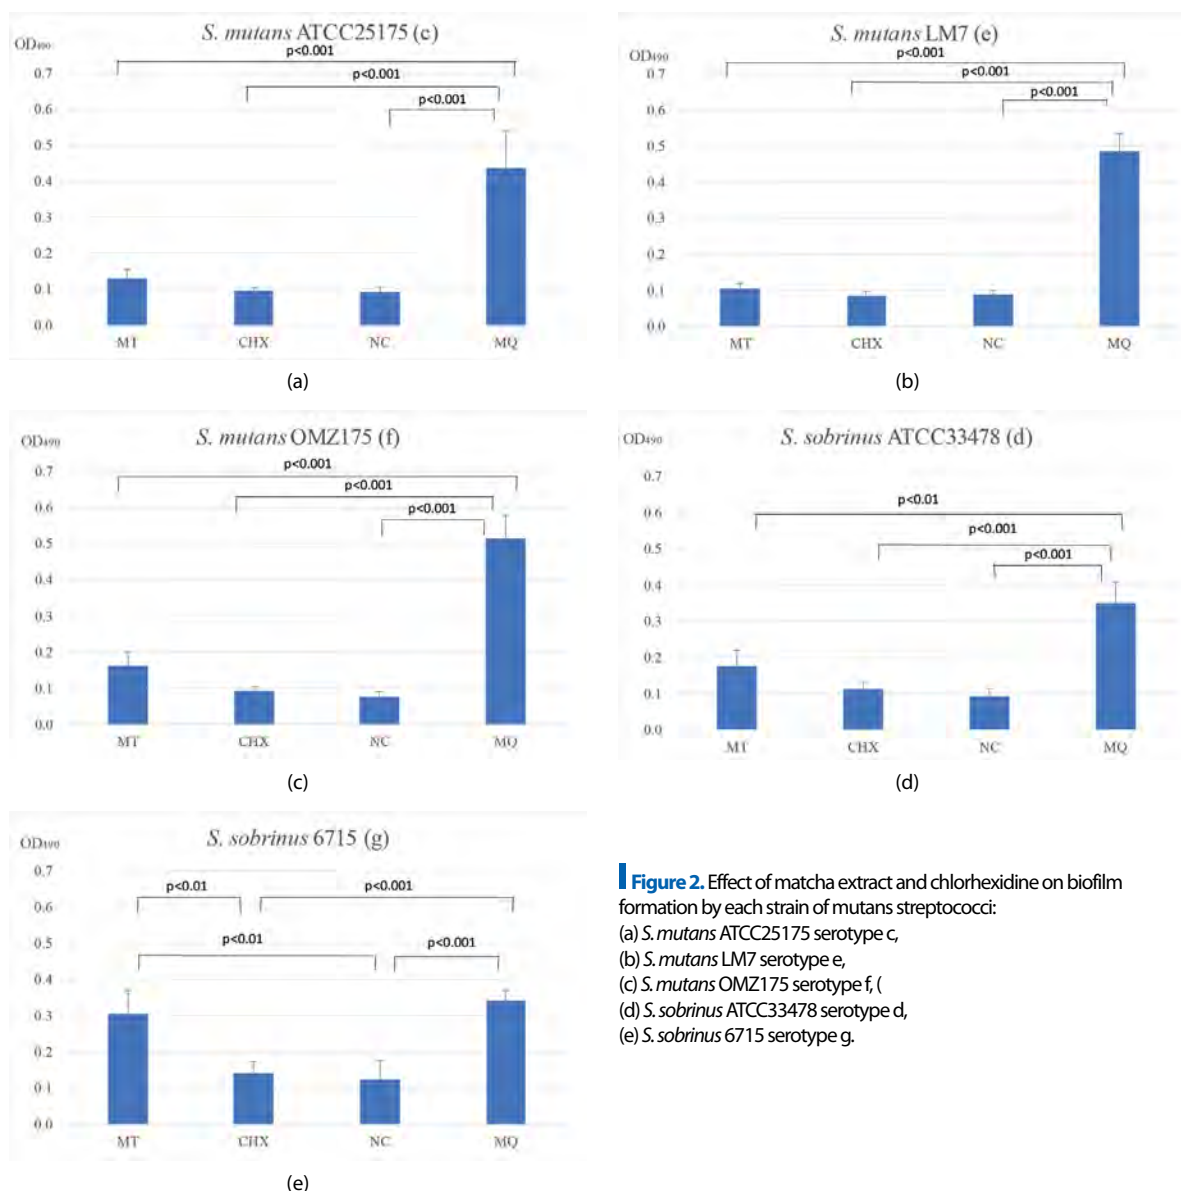 S. mutans ATCC25175 (c)
OD490
p<0.001
0.7
p<0.001
0.6
p<0.001
0.5
0.4
0.3
0.2
0.1
0.0
MT CHX NC MQ
(a)
S. mutans LM7 (e)
OD490
p<0.001
0.7
p<0.001
0.6
p<0.001
0.5
0.4
0.3
0.2
0.1
0.0
MT CHX NC MQ
(b)
S. mutans OMZ175 (f)
OD490
p<0.001
0.7
p<0.001
0.6
p<0.001
0.5
0.4
0.3
0.2
0.1
0.0
MT CHX NC MQ
(c)
S. sobrinus ATCC33478 (d)
OD490
0.7
p<0.01
0.6
p<0.001
0.5
p<0.001
0.4
0.3
0.2
0.1
0.0
MT CHX NC MQ
(d)
S. sobrinus 6715 (g)
OD490
0.7
p<0.01 p<0.001
0.6
0.5
p<0.01 p<0.001
0.4
0.3
0.2
0.1
0.0
MT CHX NC MQ
(e)
Figure 2. Effect of matcha extract and chlorhexidine on biofilm
formation by each strain of mutans streptococci:
(a) S. mutans ATCC25175 serotype c,
(b) S. mutans LM7 serotype e,
(c) S. mutans OMZ175 serotype f, (
(d) S. sobrinus ATCC33478 serotype d,
(e) S. sobrinus 6715 serotype g.